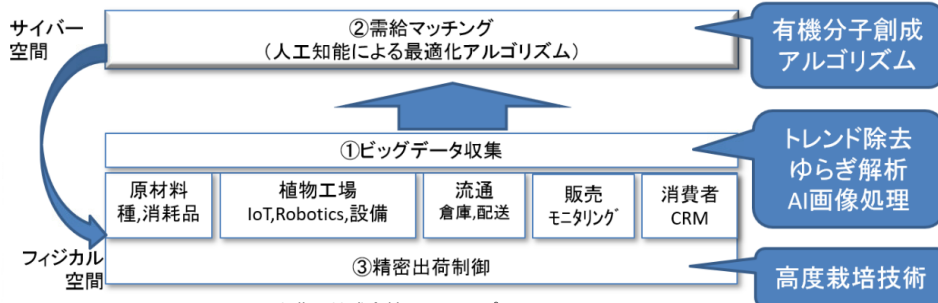 サイバー
空間
②需給マッチング
(人工知能による最適化アルゴリズム)
有機分子創成
アルゴリズム
①ビッグデータ収集
トレンド除去
ゆらぎ解析
AI画像処理
原材料
種,消耗品
植物工場
IoT,Robotics,設備
流通
倉庫,配送
販売
モニタリング
消費者
CRM
フィジカル
空間
③精密出荷制御
高度栽培技術